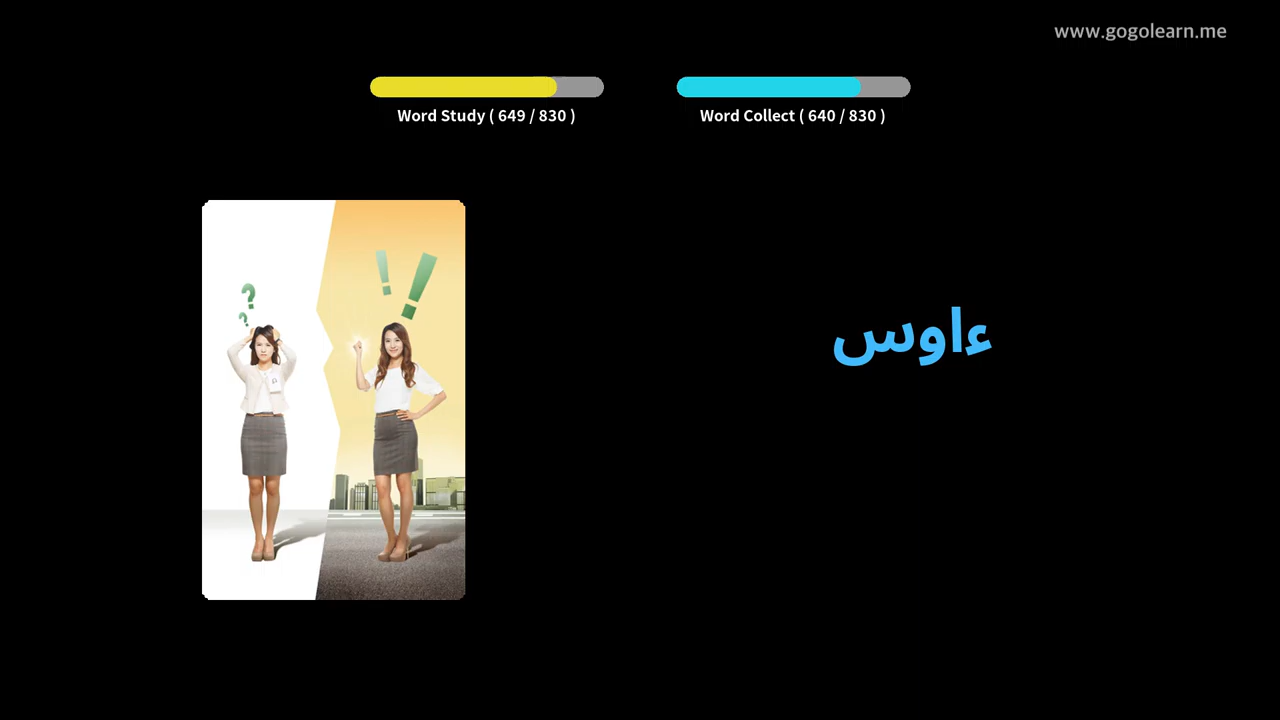 www.gogolearn.me
Word Study ( 649 / 830 )
Word Collect ( 640 / 830 )
? ? ! !
ءاوس